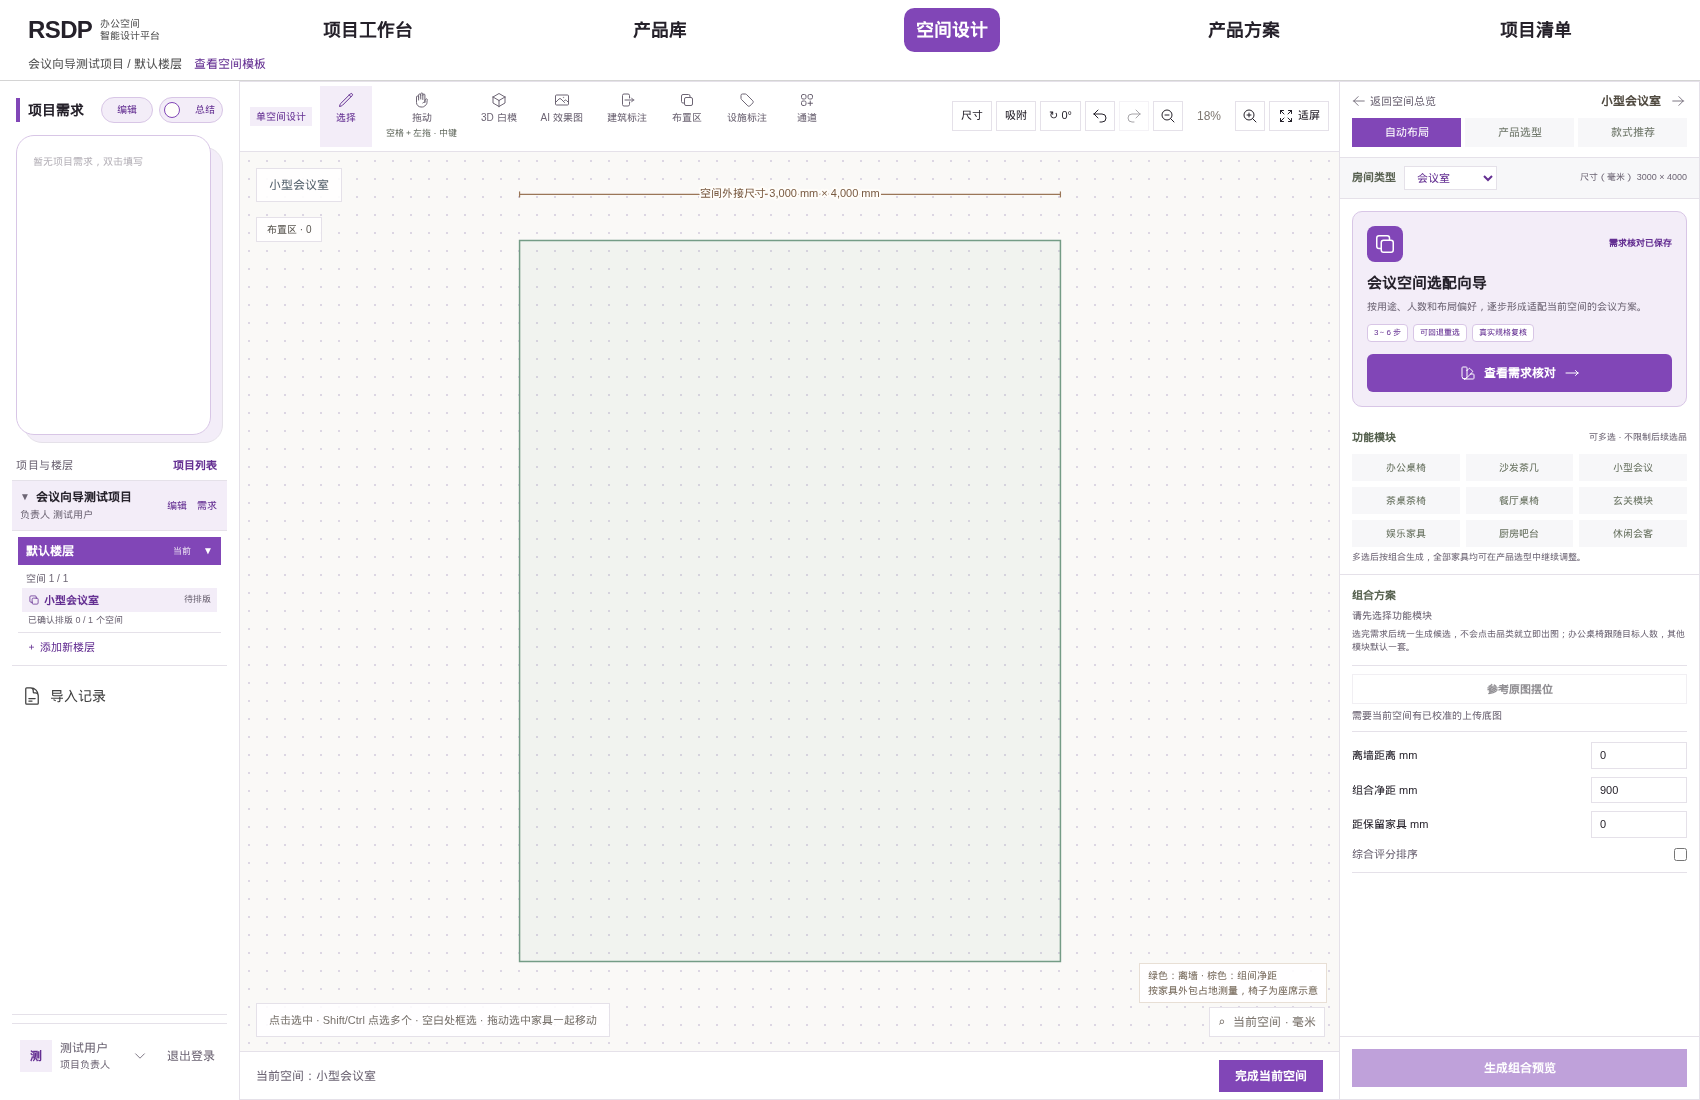 RSDP 办公空间
智能设计平台
项目工作台
产品库
空间设计
产品方案
项目清单
会议向导测试项目 / 默认楼层 查看空间模板
项目需求
编辑
总结
暂无项目需求，双击填写
项目与楼层 项目列表
▼ 会议向导测试项目
负责人 测试用户
编辑 需求
默认楼层 当前 ▼
空间 1 / 1
小型会议室 待排版
已确认排版 0 / 1 个空间
+ 添加新楼层
导入记录
测 测试用户
项目负责人
退出登录
单空间设计
选择
拖动
空格 + 左拖 · 中键
3D 白模
AI 效果图
建筑标注
布置区
设施标注
通道
尺寸
吸附
↻ 0°
18%
适屏
小型会议室
布置区 · 0
空间外接尺寸·3,000 mm × 4,000 mm
绿色：离墙 · 棕色：组间净距
按家具外包占地测量，椅子为座席示意
点击选中 · Shift/Ctrl 点选多个 · 空白处框选 · 拖动选中家具一起移动
当前空间 · 毫米
当前空间：小型会议室
完成当前空间
← 返回空间总览 小型会议室 →
自动布局
产品选型
款式推荐
房间类型 会议室 尺寸（毫米） 3000 × 4000
需求核对已保存
会议空间选配向导
按用途、人数和布局偏好，逐步形成适配当前空间的会议方案。
3–6 步
可回退重选
真实规格复核
查看需求核对 →
功能模块 可多选 · 不限制后续选品
办公桌椅
沙发茶几
小型会议
茶桌茶椅
餐厅桌椅
玄关模块
娱乐家具
厨房吧台
休闲会客
多选后按组合生成，全部家具均可在产品选型中继续调整。
组合方案
请先选择功能模块
选完需求后统一生成候选，不会点击品类就立即出图；办公桌椅跟随目标人数，其他
模块默认一套。
参考原图摆位
需要当前空间有已校准的上传底图
离墙距离 mm 0
组合净距 mm 900
距保留家具 mm 0
综合评分排序
生成组合预览